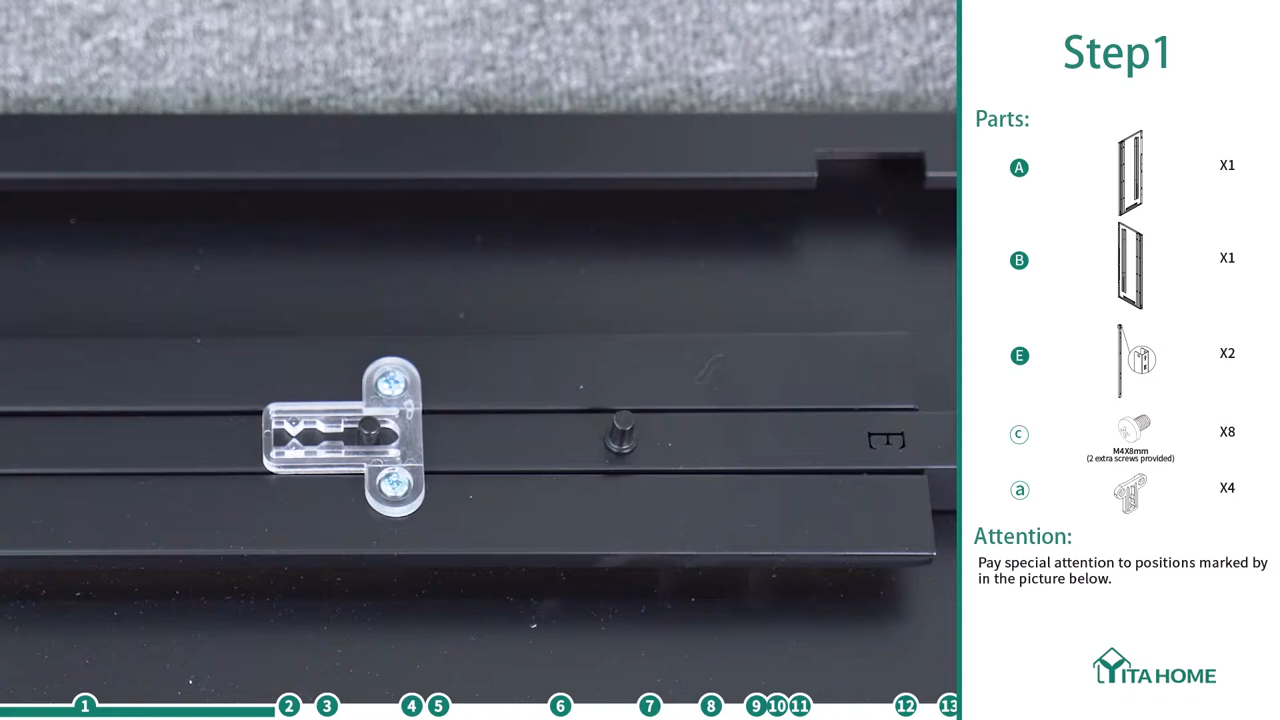 Step1
Parts:
A X1
B X1
E X2
c X8
M4X8mm
(2 extra screws provided)
a X4
Attention:
Pay special attention to positions marked by
in the picture below.
E
YITA HOME
1 2 3 4 5 6 7 8 9 10 11 12 13